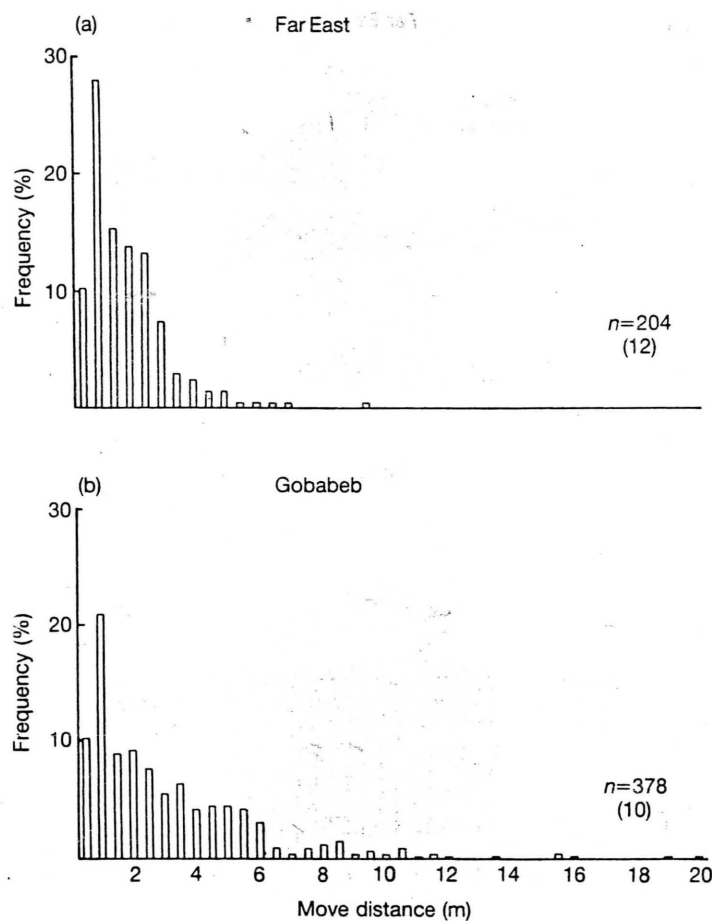 (a) Far East
30
20
10
Frequency (%)
n=204
(12)
(b) Gobabeb
30
20
10
Frequency (%)
n=378
(10)
2 4 6 8 10 12 14 16 18 20
Move distance (m)